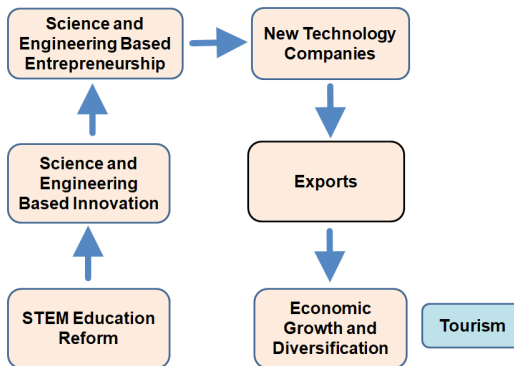 Science and
Engineering Based
Entrepreneurship
New Technology
Companies
Science and
Engineering
Based Innovation
Exports
STEM Education
Reform
Economic
Growth and
Diversification
Tourism